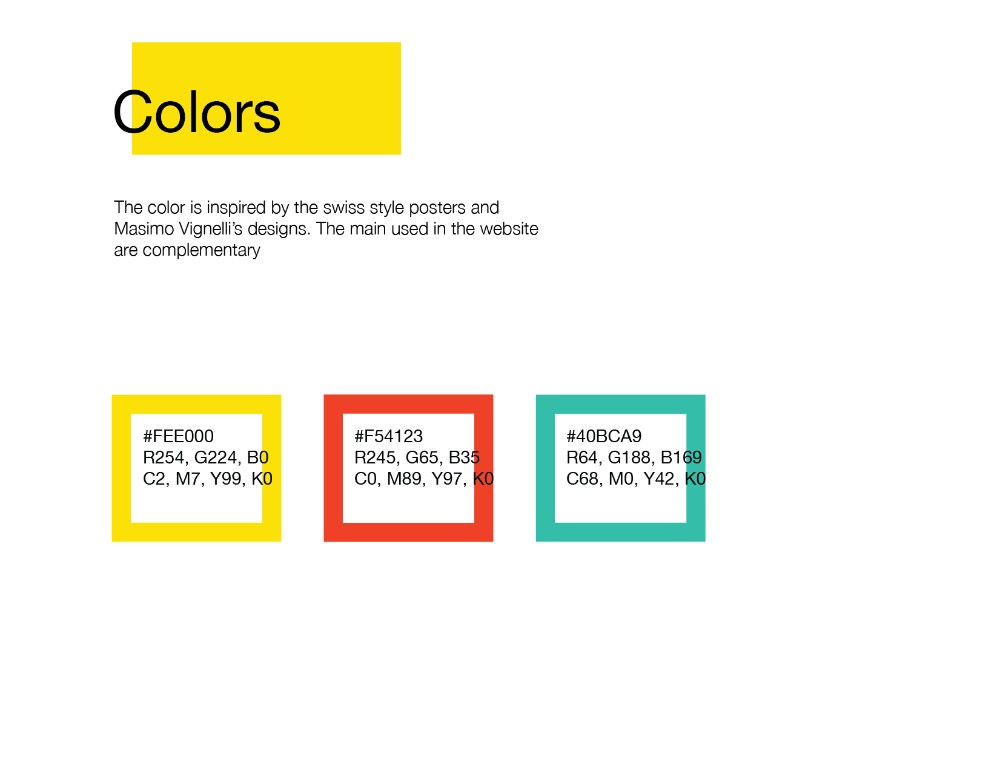 Colors
The color is inspired by the swiss style posters and
Masimo Vignelli's designs. The main used in the website
are complementary
#FEE000
R254, G224, B0
C2, M7, Y99, K0
#F54123
R245, G65, B35
C0, M89, Y97, K0
#40BCA9
R64, G188, B169
C68, M0, Y42, K0